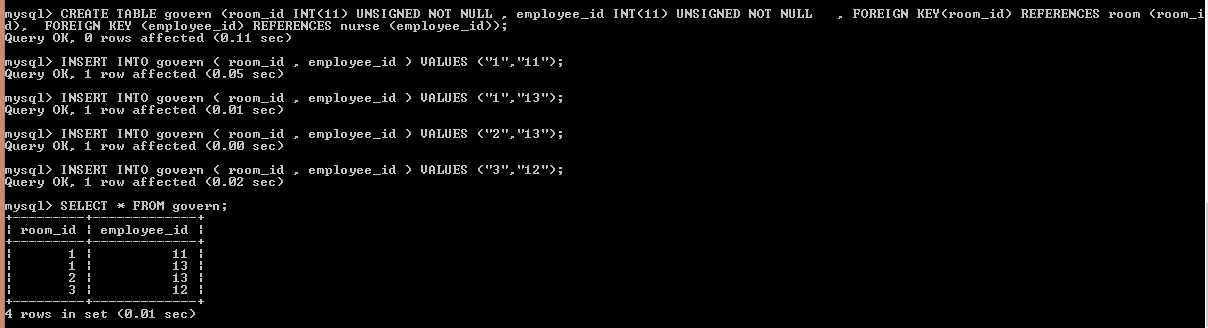 mysql> CREATE TABLE govern (room_id INT(11) UNSIGNED NOT NULL , employee_id INT(11) UNSIGNED NOT NULL   , FOREIGN KEY(room_id) REFERENCES room (room_i
d),  FOREIGN KEY (employee_id) REFERENCES nurse (employee_id));
Query OK, 0 rows affected (0.11 sec)
mysql> INSERT INTO govern ( room_id , employee_id ) VALUES ("1","11");
Query OK, 1 row affected (0.05 sec)
mysql> INSERT INTO govern ( room_id , employee_id ) VALUES ("1","13");
Query OK, 1 row affected (0.01 sec)
mysql> INSERT INTO govern ( room_id , employee_id ) VALUES ("2","13");
Query OK, 1 row affected (0.00 sec)
mysql> INSERT INTO govern ( room_id , employee_id ) VALUES ("3","12");
Query OK, 1 row affected (0.02 sec)
mysql> SELECT * FROM govern;
+---------+-------------+
¦ room_id ¦ employee_id ¦
+---------+-------------+
¦       1 ¦          11 ¦
¦       1 ¦          13 ¦
¦       2 ¦          13 ¦
¦       3 ¦          12 ¦
+---------+-------------+
4 rows in set (0.01 sec)